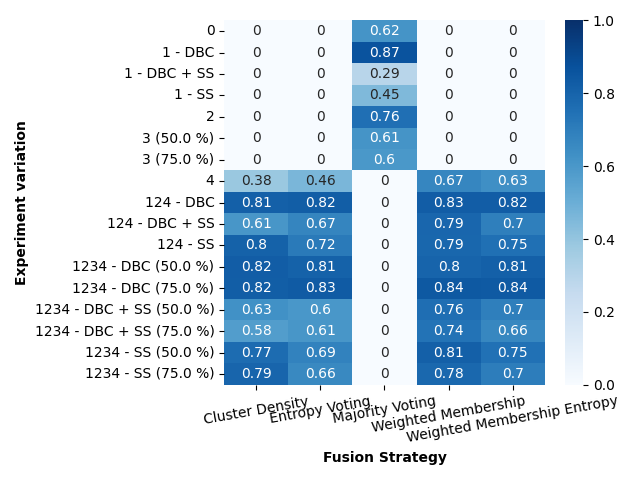 0 0 0 0.62 0 0
1 - DBC 0 0 0.87 0 0
1 - DBC + SS 0 0 0.29 0 0
1 - SS 0 0 0.45 0 0
2 0 0 0.76 0 0
3 (50.0 %) 0 0 0.61 0 0
3 (75.0 %) 0 0 0.6 0 0
4 0.38 0.46 0 0.67 0.63
124 - DBC 0.81 0.82 0 0.83 0.82
124 - DBC + SS 0.61 0.67 0 0.79 0.7
124 - SS 0.8 0.72 0 0.79 0.75
1234 - DBC (50.0 %) 0.82 0.81 0 0.8 0.81
1234 - DBC (75.0 %) 0.82 0.83 0 0.84 0.84
1234 - DBC + SS (50.0 %) 0.63 0.6 0 0.76 0.7
1234 - DBC + SS (75.0 %) 0.58 0.61 0 0.74 0.66
1234 - SS (50.0 %) 0.77 0.69 0 0.81 0.75
1234 - SS (75.0 %) 0.79 0.66 0 0.78 0.7
Cluster Density
Entropy Voting
Majority Voting
Weighted Membership
Weighted Membership Entropy
Fusion Strategy
Experiment variation
1.0
0.8
0.6
0.4
0.2
0.0